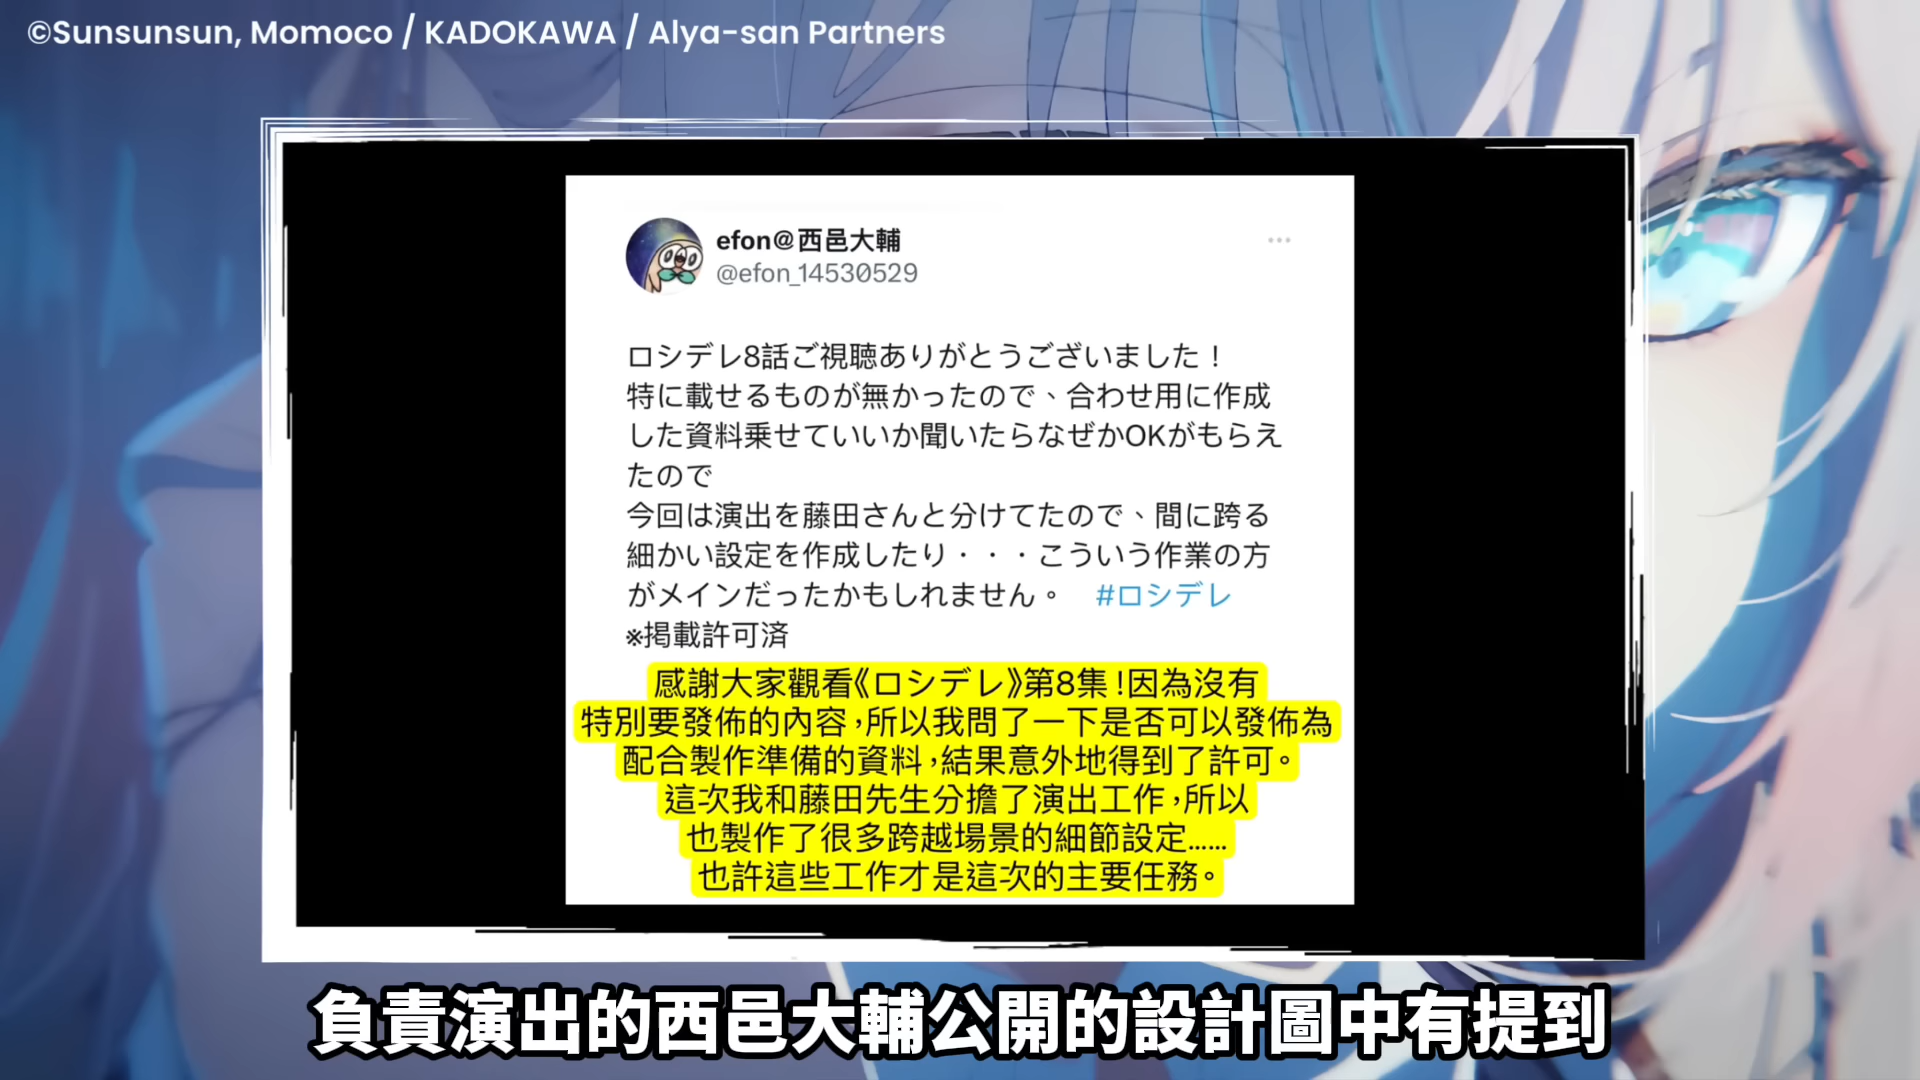 ©Sunsunsun, Momoco / KADOKAWA / Alya-san Partners
efon@西邑大輔
@efon_14530529
ロシデレ8話ご視聴ありがとうございました！
特に載せるものが無かったので、合わせ用に作成
した資料乗せていいか聞いたらなぜかOKがもらえ
たので
今回は演出を藤田さんと分けてたので、間に跨る
細かい設定を作成したり・・・こういう作業の方
がメインだったかもしれません。 #ロシデレ
※掲載許可済
感謝大家觀看《ロシデレ》第8集！因為沒有
特別要發佈的內容，所以我問了一下是否可以發佈為
配合製作準備的資料，結果意外地得到了許可。
這次我和藤田先生分擔了演出工作，所以
也製作了很多跨越場景的細節設定……
也許這些工作才是這次的主要任務。
負責演出的西邑大輔公開的設計圖中有提到